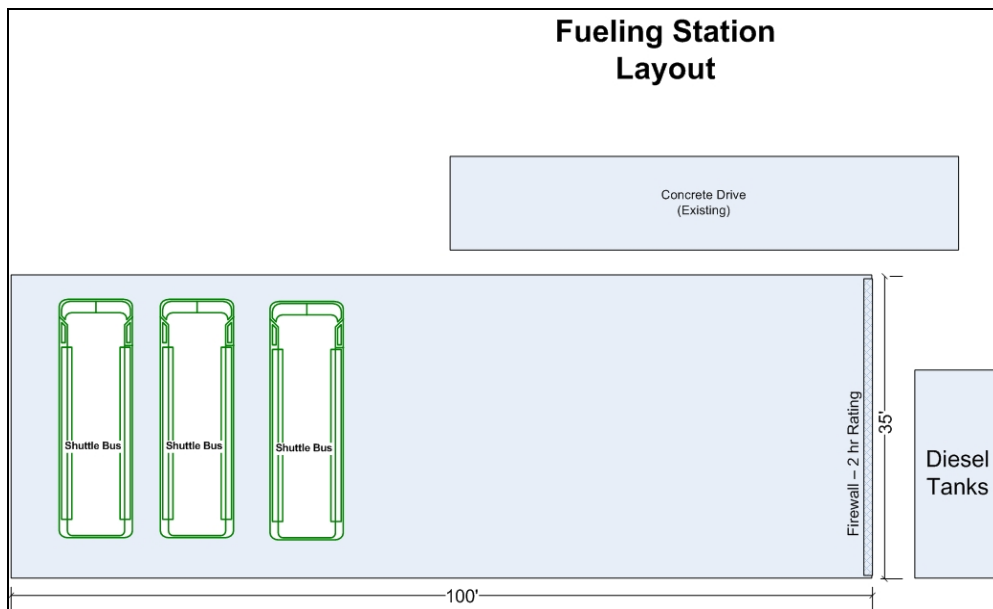 Fueling Station
Layout
Concrete Drive
(Existing)
Shuttle Bus
Shuttle Bus
Shuttle Bus
Firewall – 2 hr Rating
35'
Diesel
Tanks
100'